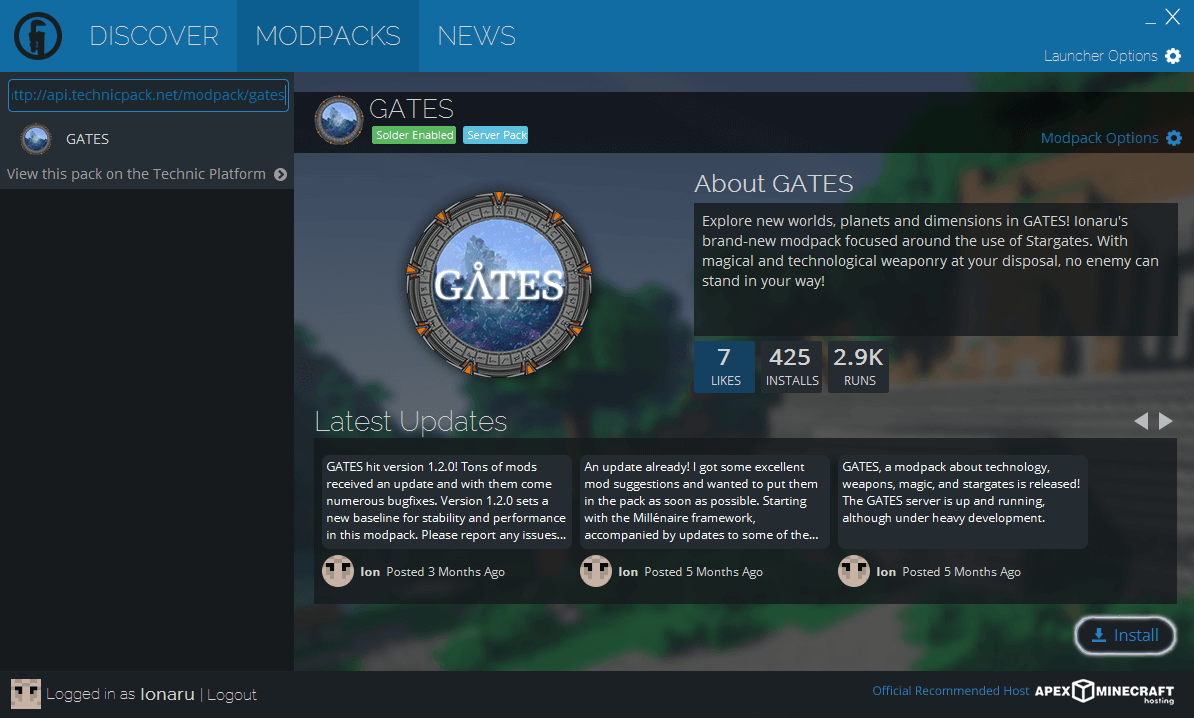 DISCOVER
MODPACKS
NEWS
Launcher Options
ttp://api.technicpack.net/modpack/gates
GATES
View this pack on the Technic Platform
GATES
Solder Enabled
Server Pack
Modpack Options
GATES
About GATES
Explore new worlds, planets and dimensions in GATES! Ionaru's
brand-new modpack focused around the use of Stargates. With
magical and technological weaponry at your disposal, no enemy can
stand in your way!
7
LIKES
425
INSTALLS
2.9K
RUNS
Latest Updates
GATES hit version 1.2.0! Tons of mods
received an update and with them come
numerous bugfixes. Version 1.2.0 sets a
new baseline for stability and performance
in this modpack. Please report any issues...
Ion Posted 3 Months Ago
An update already! I got some excellent
mod suggestions and wanted to put them
in the pack as soon as possible. Starting
with the Millénaire framework,
accompanied by updates to some of the...
Ion Posted 5 Months Ago
GATES, a modpack about technology,
weapons, magic, and stargates is released!
The GATES server is up and running,
although under heavy development.
Ion Posted 5 Months Ago
Install
Logged in as Ionaru | Logout
Official Recommended Host APEX MINECRAFT
hosting